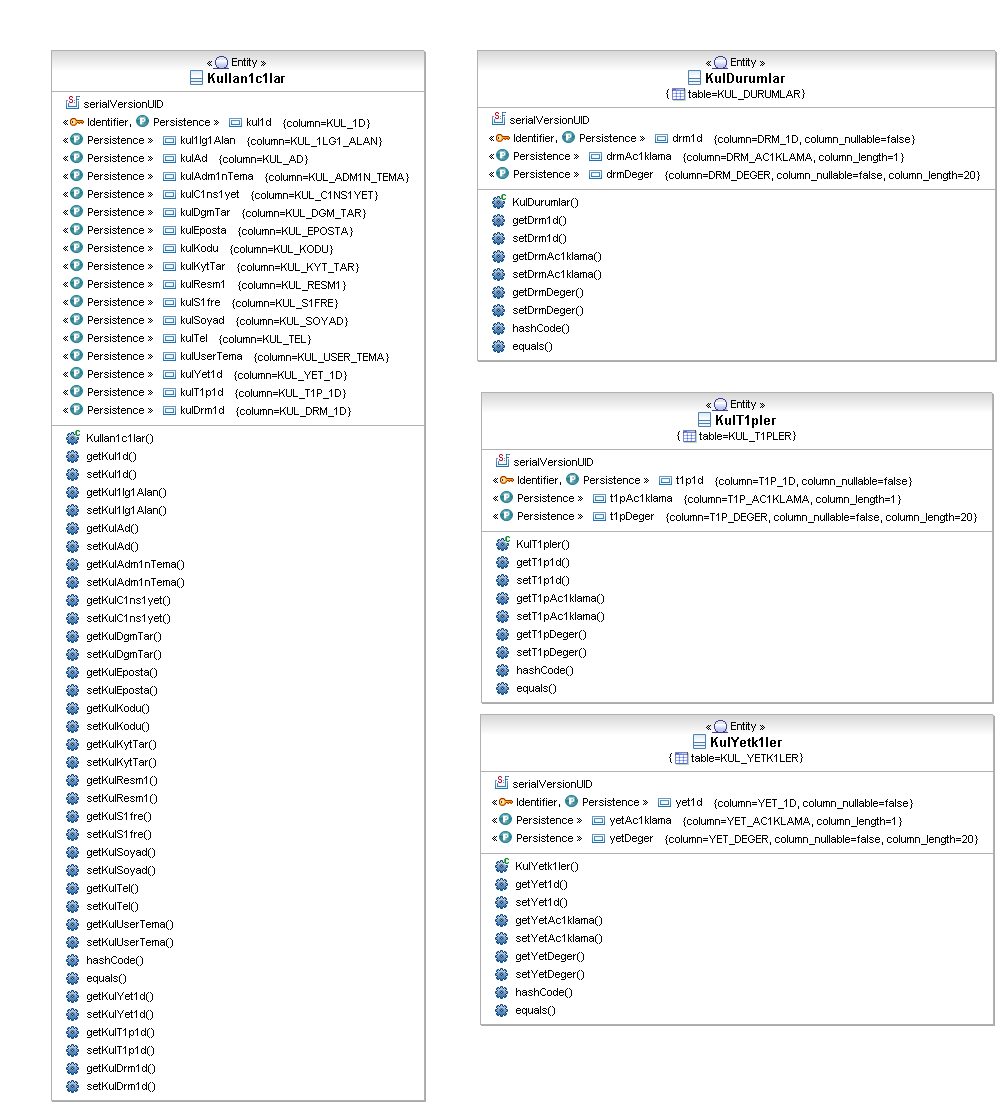 « Entity »
Kullan1c1lar
serialVersionUID
« Identifier, Persistence » kul1d {column=KUL_1D}
« Persistence » kul1lg1Alan {column=KUL_1LG1_ALAN}
« Persistence » kulAd {column=KUL_AD}
« Persistence » kulAdm1nTema {column=KUL_ADM1N_TEMA}
« Persistence » kulC1ns1yet {column=KUL_C1NS1YET}
« Persistence » kulDgmTar {column=KUL_DGM_TAR}
« Persistence » kulEposta {column=KUL_EPOSTA}
« Persistence » kulKodu {column=KUL_KODU}
« Persistence » kulKytTar {column=KUL_KYT_TAR}
« Persistence » kulResm1 {column=KUL_RESM1}
« Persistence » kulS1fre {column=KUL_S1FRE}
« Persistence » kulSoyad {column=KUL_SOYAD}
« Persistence » kulTel {column=KUL_TEL}
« Persistence » kulUserTema {column=KUL_USER_TEMA}
« Persistence » kulYet1d {column=KUL_YET_1D}
« Persistence » kulT1p1d {column=KUL_T1P_1D}
« Persistence » kulDrm1d {column=KUL_DRM_1D}
Kullan1c1lar()
getKul1d()
setKul1d()
getKul1lg1Alan()
setKul1lg1Alan()
getKulAd()
setKulAd()
getKulAdm1nTema()
setKulAdm1nTema()
getKulC1ns1yet()
setKulC1ns1yet()
getKulDgmTar()
setKulDgmTar()
getKulEposta()
setKulEposta()
getKulKodu()
setKulKodu()
getKulKytTar()
setKulKytTar()
getKulResm1()
setKulResm1()
getKulS1fre()
setKulS1fre()
getKulSoyad()
setKulSoyad()
getKulTel()
setKulTel()
getKulUserTema()
setKulUserTema()
hashCode()
equals()
getKulYet1d()
setKulYet1d()
getKulT1p1d()
setKulT1p1d()
getKulDrm1d()
setKulDrm1d()
« Entity »
KulDurumlar
{ table=KUL_DURUMLAR}
serialVersionUID
« Identifier, Persistence » drm1d {column=DRM_1D, column_nullable=false}
« Persistence » drmAc1klama {column=DRM_AC1KLAMA, column_length=1}
« Persistence » drmDeger {column=DRM_DEGER, column_nullable=false, column_length=20}
KulDurumlar()
getDrm1d()
setDrm1d()
getDrmAc1klama()
setDrmAc1klama()
getDrmDeger()
setDrmDeger()
hashCode()
equals()
« Entity »
KulT1pler
{ table=KUL_T1PLER}
serialVersionUID
« Identifier, Persistence » t1p1d {column=T1P_1D, column_nullable=false}
« Persistence » t1pAc1klama {column=T1P_AC1KLAMA, column_length=1}
« Persistence » t1pDeger {column=T1P_DEGER, column_nullable=false, column_length=20}
KulT1pler()
getT1p1d()
setT1p1d()
getT1pAc1klama()
setT1pAc1klama()
getT1pDeger()
setT1pDeger()
hashCode()
equals()
« Entity »
KulYetk1ler
{ table=KUL_YETK1LER}
serialVersionUID
« Identifier, Persistence » yet1d {column=YET_1D, column_nullable=false}
« Persistence » yetAc1klama {column=YET_AC1KLAMA, column_length=1}
« Persistence » yetDeger {column=YET_DEGER, column_nullable=false, column_length=20}
KulYetk1ler()
getYet1d()
setYet1d()
getYetAc1klama()
setYetAc1klama()
getYetDeger()
setYetDeger()
hashCode()
equals()